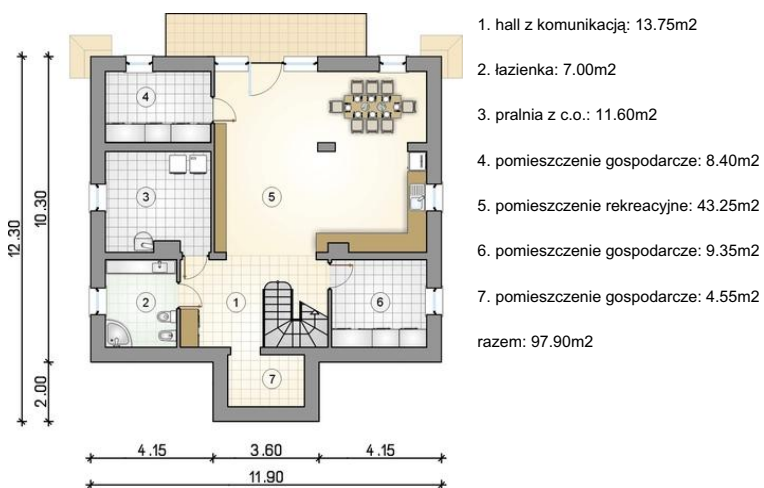 1. hall z komunikacją: 13.75m2
2. łazienka: 7.00m2
3. pralnia z c.o.: 11.60m2
4. pomieszczenie gospodarcze: 8.40m2
5. pomieszczenie rekreacyjne: 43.25m2
6. pomieszczenie gospodarcze: 9.35m2
7. pomieszczenie gospodarcze: 4.55m2
razem: 97.90m2
4
3
5
2
1
6
7
12.30
10.30
2.00
4.15 3.60 4.15
11.90